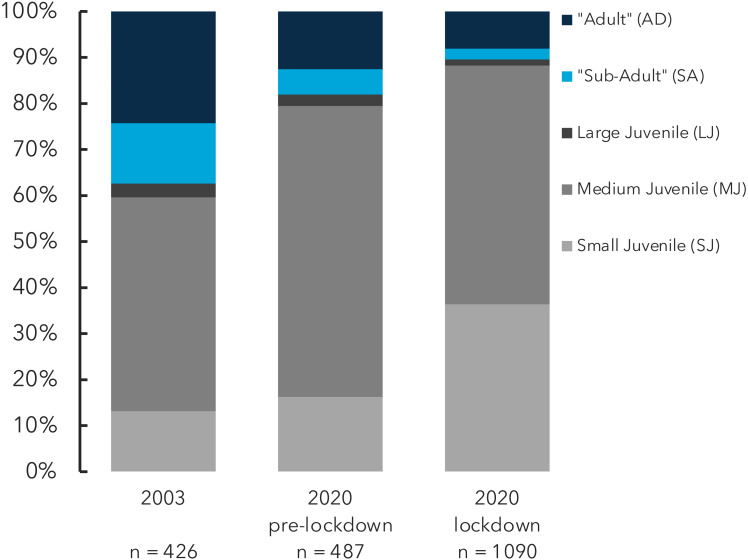 100%
90%
80%
70%
60%
50%
40%
30%
20%
10%
0%
"Adult" (AD)
"Sub-Adult" (SA)
Large Juvenile (LJ)
Medium Juvenile (MJ)
Small Juvenile (SJ)
2003
n = 426
2020
pre-lockdown
n = 487
2020
lockdown
n = 1090